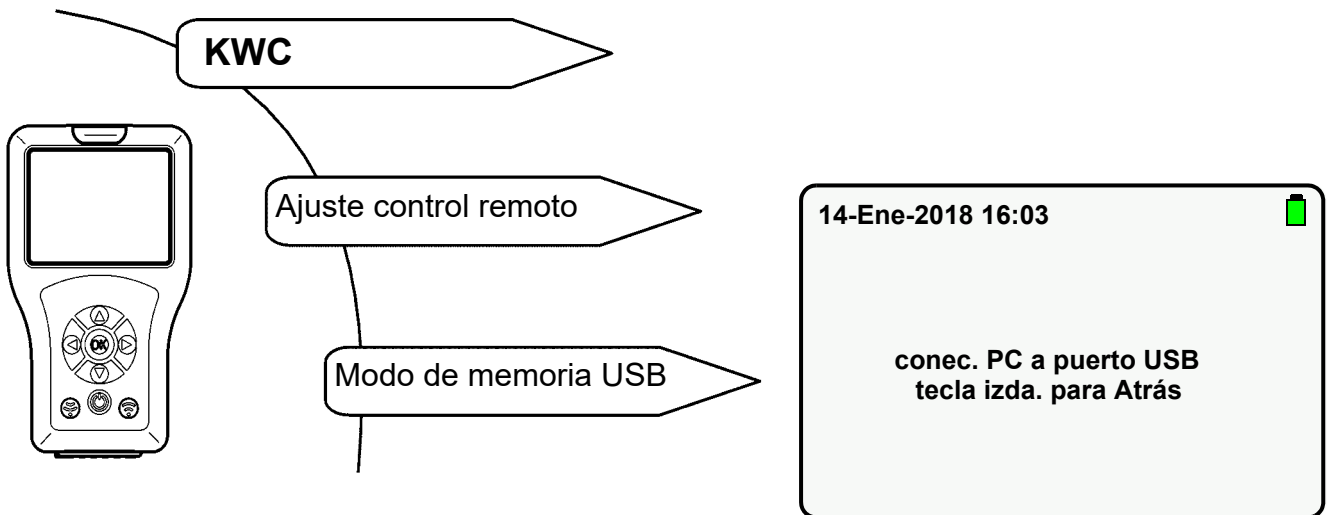 KWC
Ajuste control remoto
Modo de memoria USB
14-Ene-2018 16:03
conec. PC a puerto USB
tecla izda. para Atrás
OK